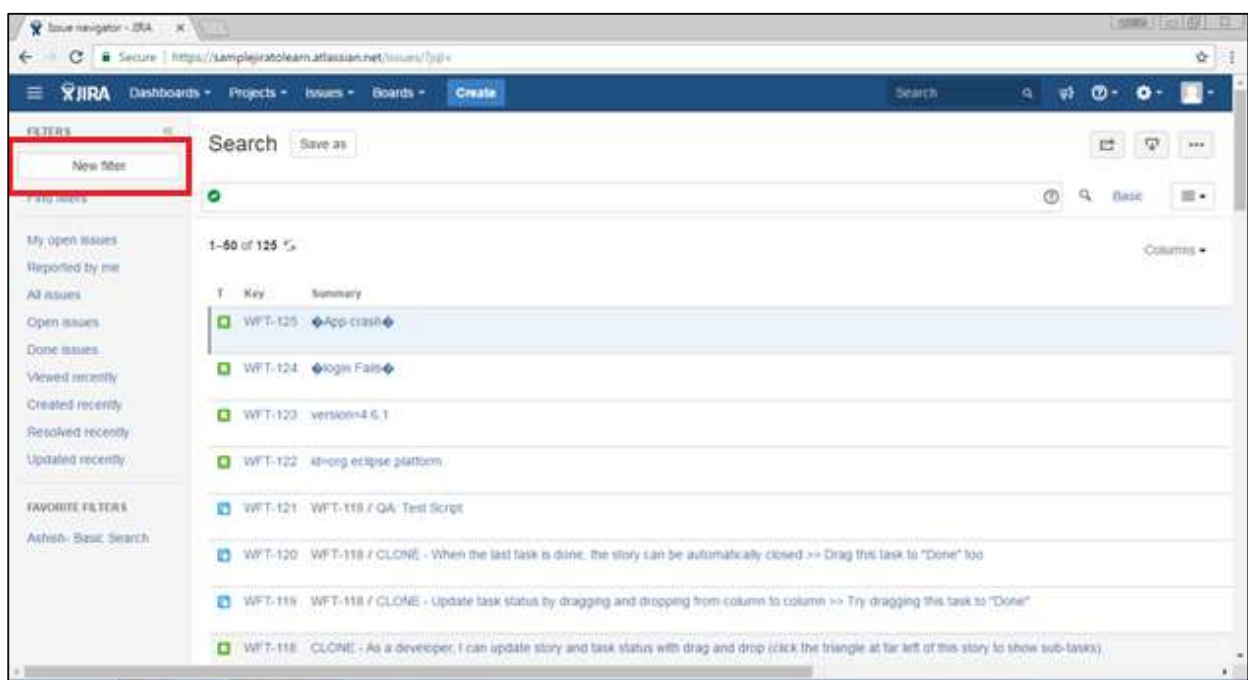 Issue navigator - JIRA
Secure | https://samplejiratolearn.atlassian.net/issues/?jql=
JIRA Dashboards Projects Issues Boards Create Search
FILTERS
New filter
Find filters
My open issues
Reported by me
All issues
Open issues
Done issues
Viewed recently
Created recently
Resolved recently
Updated recently
FAVORITE FILTERS
Ashish- Basic Search
Search Save as
Basic
1–50 of 125
Columns
T Key Summary
WFT-125 �App crash�
WFT-124 �login Fails�
WFT-123 version=4.6.1
WFT-122 id=org.eclipse.platform
WFT-121 WFT-118 / QA: Test Script
WFT-120 WFT-118 / CLONE - When the last task is done, the story can be automatically closed >> Drag this task to "Done" too
WFT-119 WFT-118 / CLONE - Update task status by dragging and dropping from column to column >> Try dragging this task to "Done"
WFT-118 CLONE - As a developer, I can update story and task status with drag and drop (click the triangle at far left of this story to show sub-tasks)